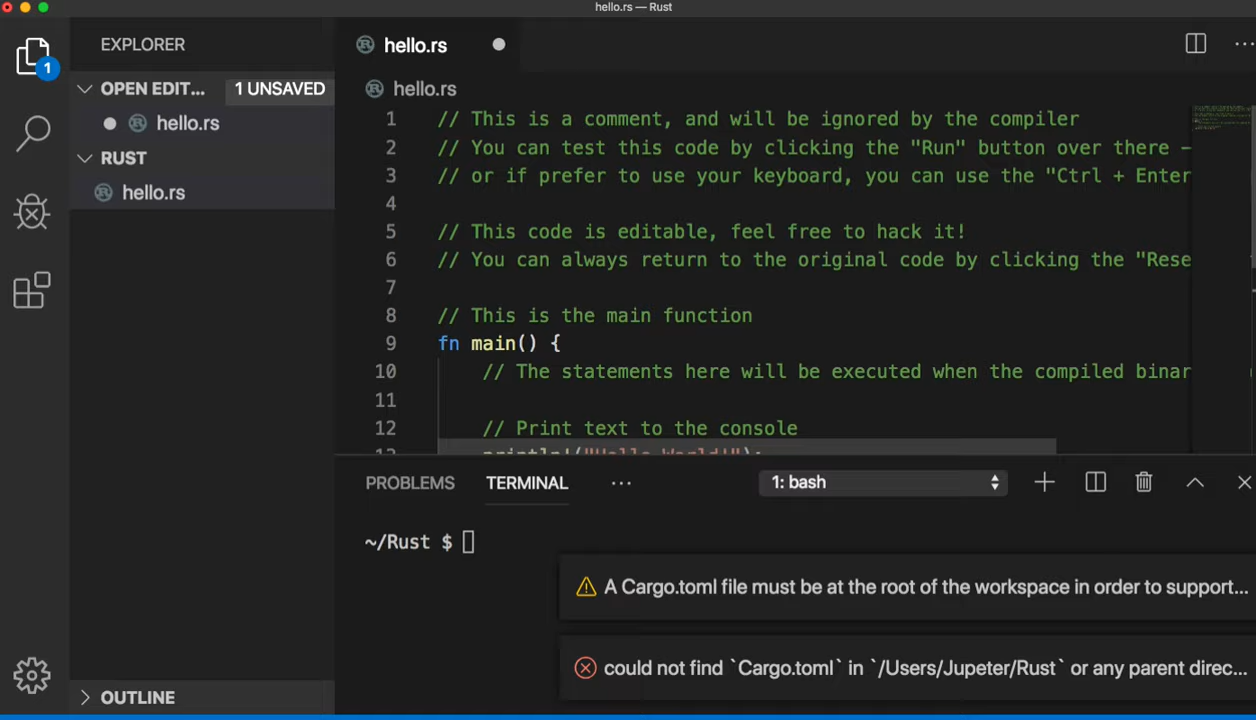 hello.rs — Rust
EXPLORER
OPEN EDIT...
1 UNSAVED
hello.rs
RUST
hello.rs
OUTLINE
1
hello.rs
hello.rs
1 // This is a comment, and will be ignored by the compiler
2 // You can test this code by clicking the "Run" button over there -
3 // or if prefer to use your keyboard, you can use the "Ctrl + Enter
4
5 // This code is editable, feel free to hack it!
6 // You can always return to the original code by clicking the "Rese
7
8 // This is the main function
9 fn main() {
10 // The statements here will be executed when the compiled binar
11
12 // Print text to the console
13 println!("Hello World!");
PROBLEMS
TERMINAL
...
1: bash
~/Rust $
A Cargo.toml file must be at the root of the workspace in order to support...
could not find `Cargo.toml` in `/Users/Jupeter/Rust` or any parent direc...